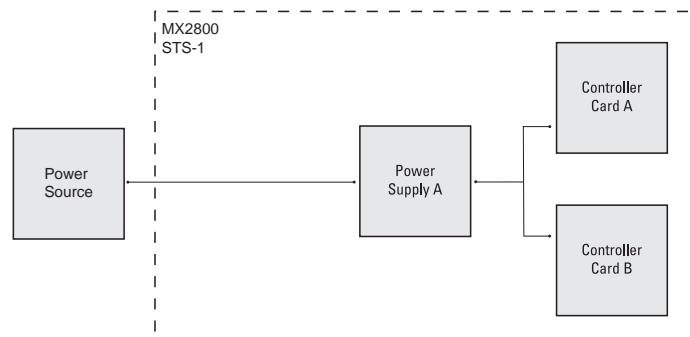 MX2800
STS-1
Power
Source
Power
Supply A
Controller
Card A
Controller
Card B